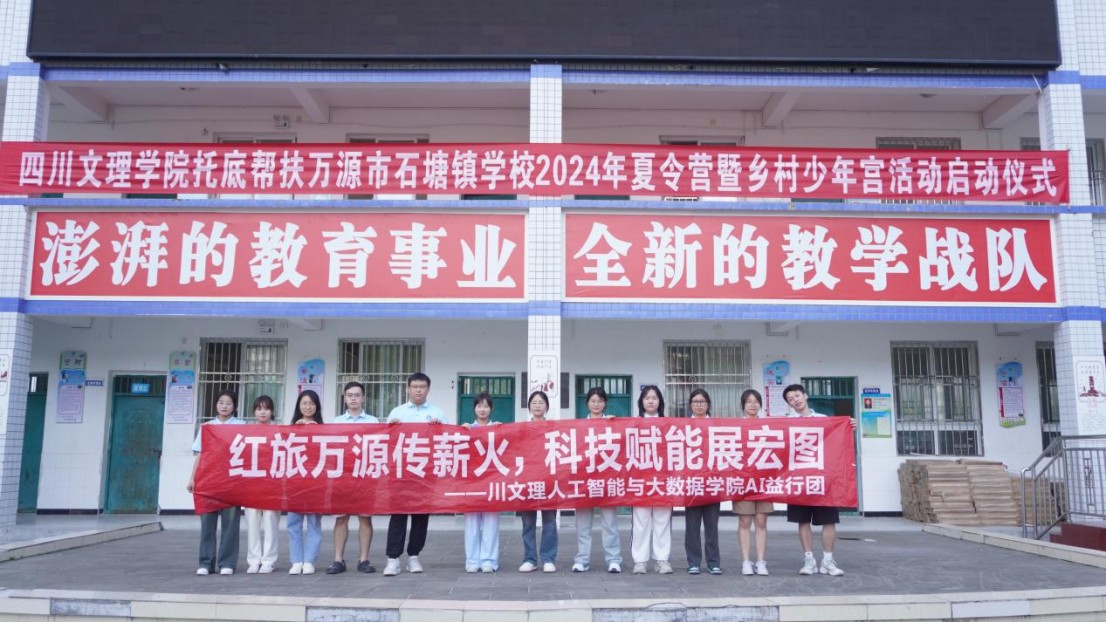 四川文理学院托底帮扶万源市石塘镇学校2024年夏令营暨乡村少年宫活动启动仪式
澎湃的教育事业
全新的教学战队
红旅万源传薪火，科技赋能展宏图
——川文理人工智能与大数据学院AI益行团